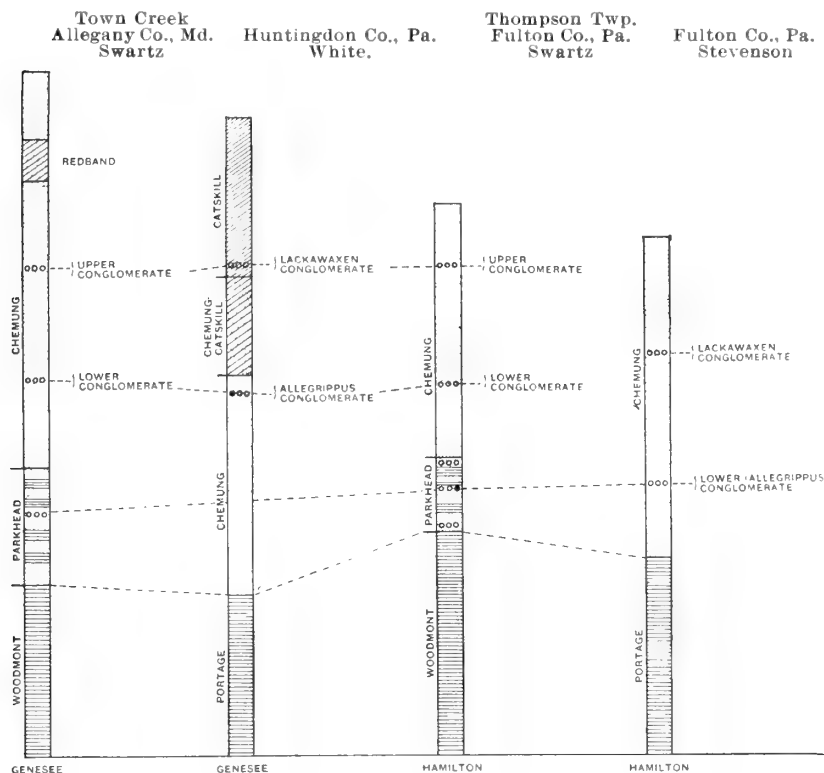 Town Creek
Allegany Co., Md.
Swartz
Huntingdon Co., Pa.
White.
Thompson Twp.
Fulton Co., Pa.
Swartz
Fulton Co., Pa.
Stevenson
REDBAND
CHEMUNG
UPPER
CONGLOMERATE
LOWER
CONGLOMERATE
PARKHEAD
WOODMONT
GENESEE
CATSKILL
LACKAWAXEN
CONGLOMERATE
CHEMUNG-
CATSKILL
ALLEGRIPPUS
CONGLOMERATE
CHEMUNG
PORTAGE
GENESEE
UPPER
CONGLOMERATE
CHEMUNG
LOWER
CONGLOMERATE
PARKHEAD
WOODMONT
HAMILTON
LACKAWAXEN
CONGLOMERATE
CHEMUNG
LOWER (ALLEGRIPPUS
CONGLOMERATE
PORTAGE
HAMILTON